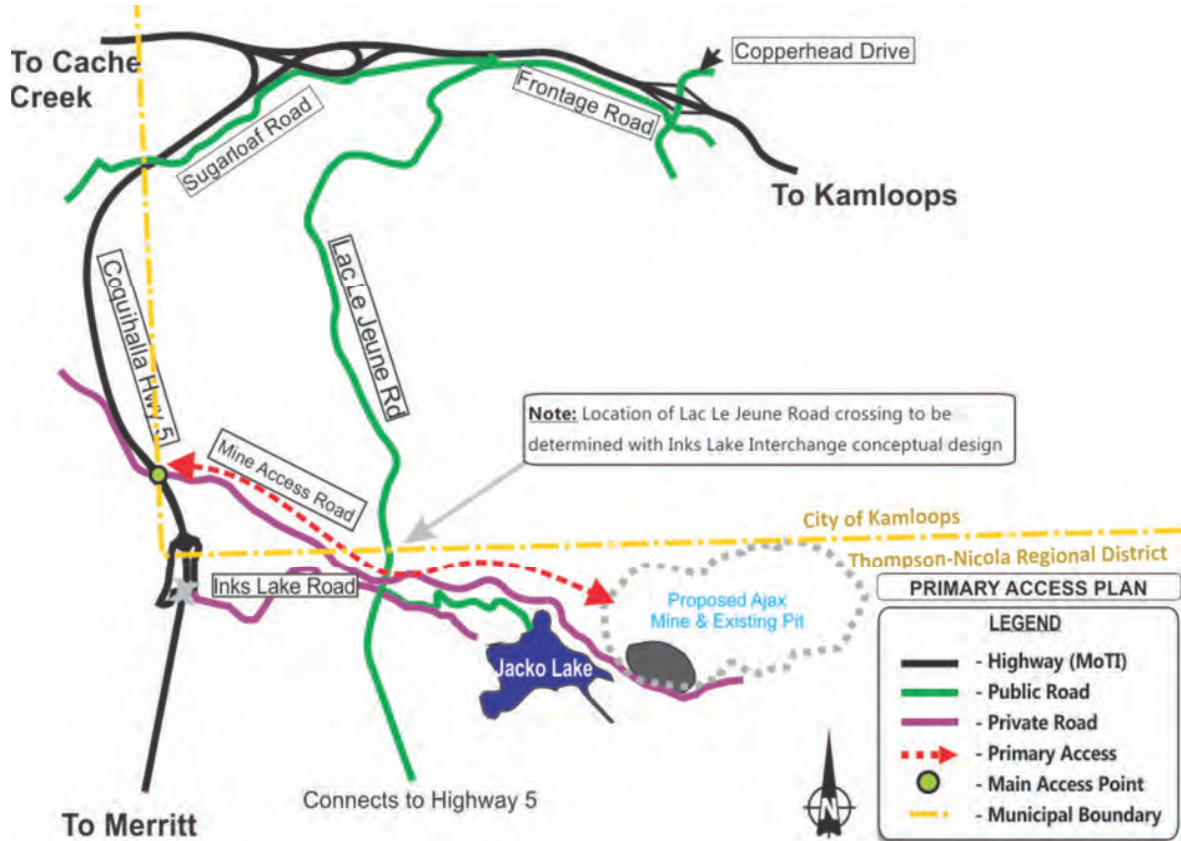 To Cache
Creek
Copperhead Drive
Frontage Road
Sugarloaf Road
To Kamloops
Lac Le Jeune Rd
Coquihalla Hwy 5
Note: Location of Lac Le Jeune Road crossing to be
determined with Inks Lake Interchange conceptual design
Mine Access Road
City of Kamloops
Thompson-Nicola Regional District
Inks Lake Road
Proposed Ajax
Mine & Existing Pit
Jacko Lake
PRIMARY ACCESS PLAN
LEGEND
- Highway (MoTI)
- Public Road
- Private Road
- Primary Access
- Main Access Point
- Municipal Boundary
N
Connects to Highway 5
To Merritt